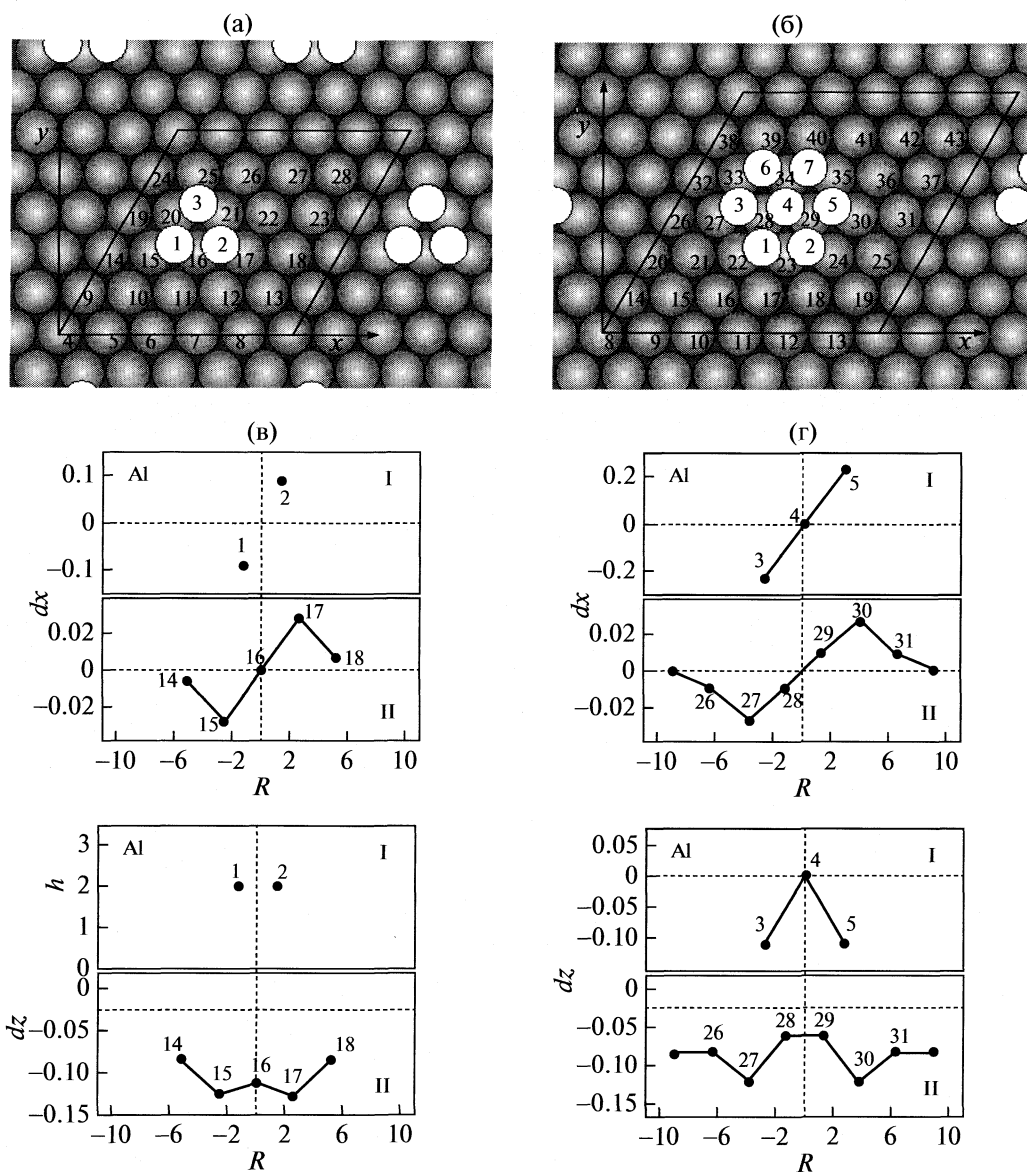 (а) (б)
y
24 25 26 27 28
3
19 20 21 22 23
1 2
14 15 16 17 18
9 10 11 12 13
4 5 6 7 8 x
y
38 39 40 41 42 43
6 7
32 33 34 35 36 37
3 4 5
26 27 28 29 30 31
1 2
20 21 22 23 24 25
14 15 16 17 18 19
8 9 10 11 12 13 x
(в) (г)
0.1 Al I
2
0
1
−0.1
dx
0.02 17
16
0 14 18
−0.02 15 II
−10 −6 −2 2 6 10
R
0.2 Al I
5
4
0
3
−0.2
dx
30
0.02 29 31
0
26 27 28
−0.02 II
−10 −6 −2 2 6 10
R
3 Al I
h 2 1 2
1
0
0
dz −0.05 14 18
15 16 17
−0.10
−0.15 II
−10 −6 −2 2 6 10
R
0.05 Al I
4
0
−0.05 3 5
−0.10
dz
0
−0.05 26 28 29 31
27 30
−0.10
−0.15 II
−10 −6 −2 2 6 10
R